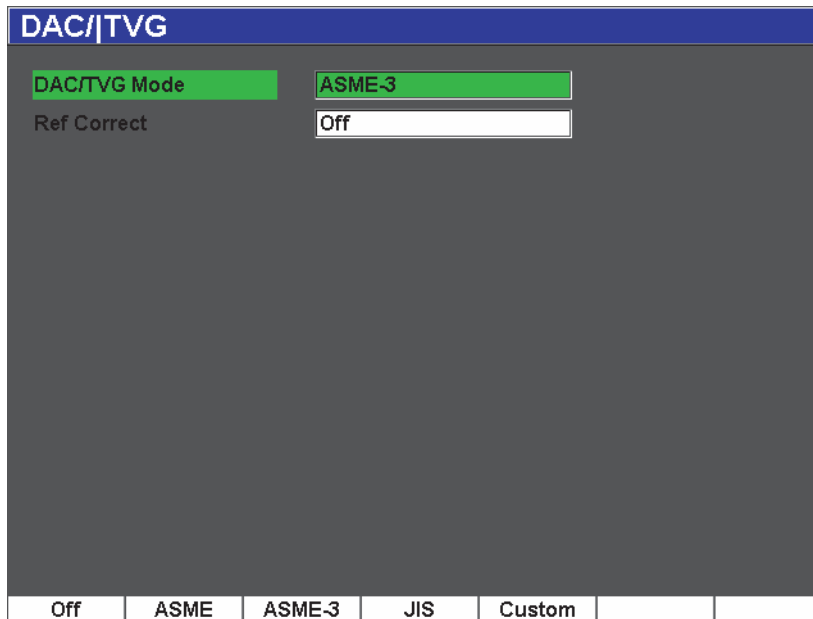 DAC/|TVG
DAC/TVG Mode ASME-3
Ref Correct Off
Off ASME ASME-3 JIS Custom